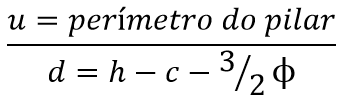 u = perímetro do pilar
d = h − c − 3/2 ф